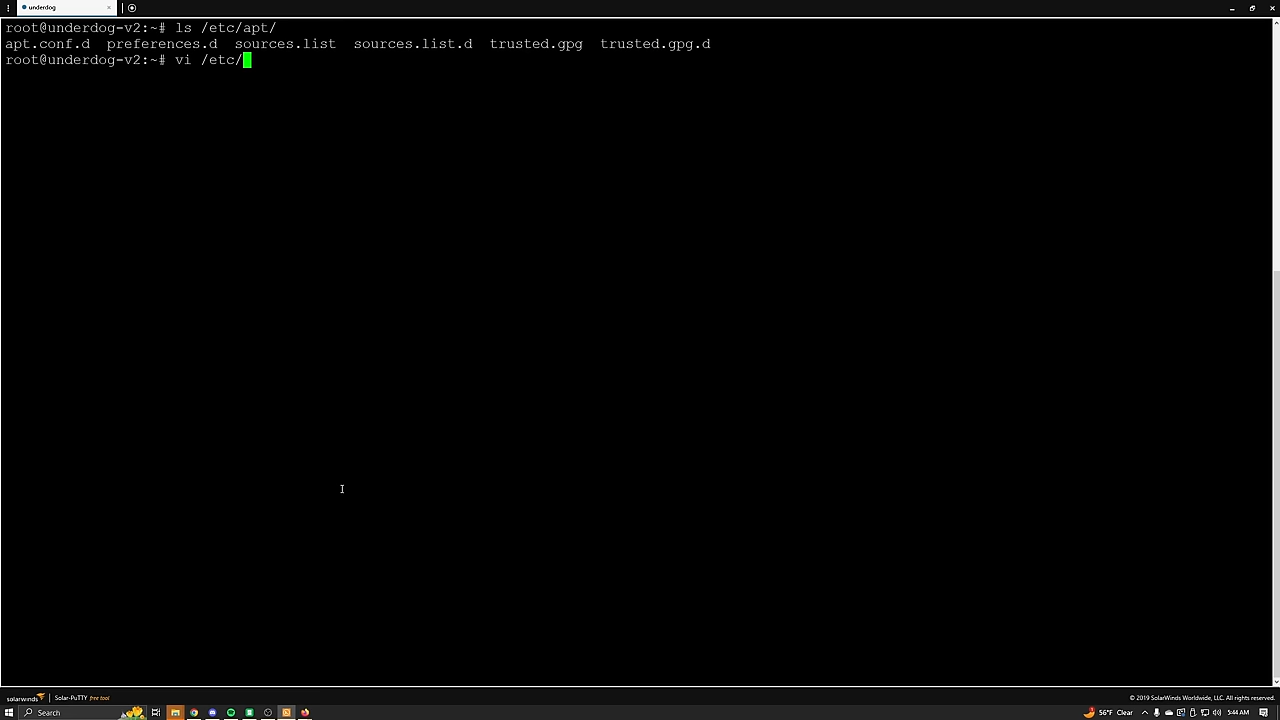 underdog
root@underdog-v2:~# ls /etc/apt/
apt.conf.d  preferences.d  sources.list  sources.list.d  trusted.gpg  trusted.gpg.d
root@underdog-v2:~# vi /etc/
solarwinds Solar-PuTTY free tool
© 2019 SolarWinds Worldwide, LLC. All rights reserved.
Search
56°F Clear
5:44 AM